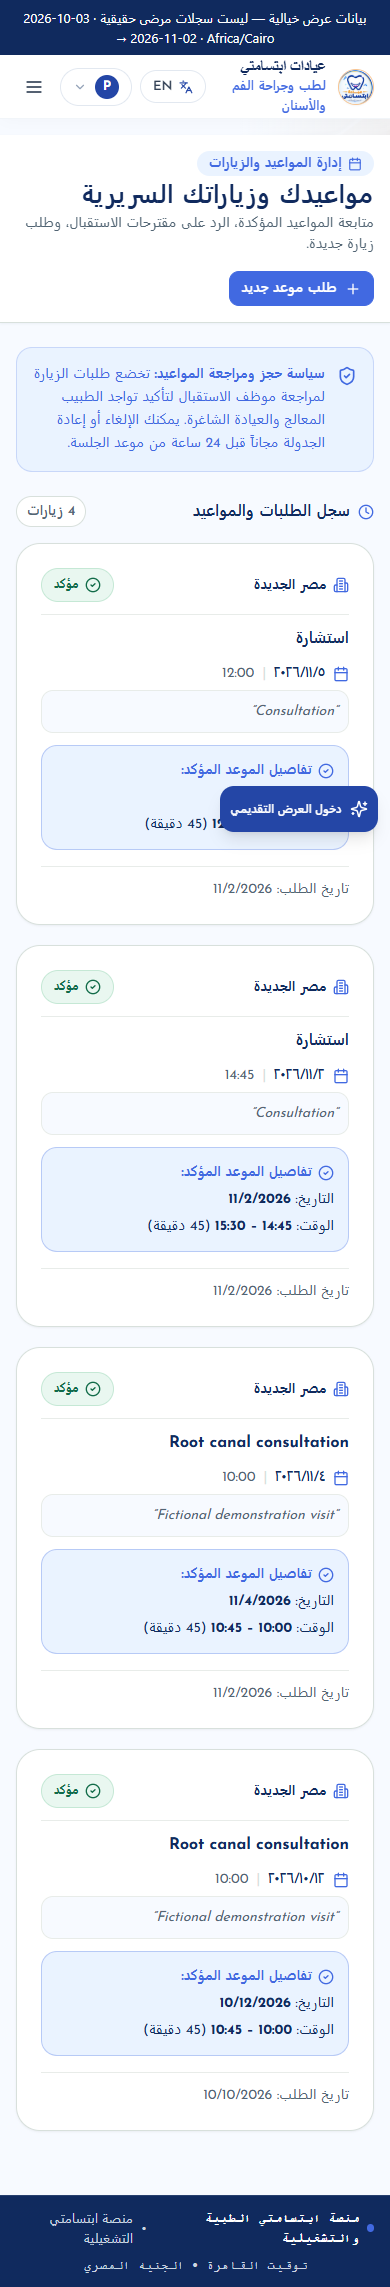 بيانات عرض خيالية — ليست سجلات مرضى حقيقية · 2026-10-03
→ 2026-11-02 · Africa/Cairo
عيادات ابتسامتي
لطب وجراحة الفم
والأسنان
EN
P
إدارة المواعيد والزيارات
مواعيدك وزياراتك السريرية
متابعة المواعيد المؤكدة، الرد على مقترحات الاستقبال، وطلب
زيارة جديدة.
+ طلب موعد جديد
سياسة حجز ومراجعة المواعيد: تخضع طلبات الزيارة
لمراجعة موظف الاستقبال لتأكيد تواجد الطبيب
المعالج والعيادة الشاغرة. يمكنك الإلغاء أو إعادة
الجدولة مجاناً قبل 24 ساعة من موعد الجلسة.
سجل الطلبات والمواعيد
4 زيارات
مصر الجديدة
مؤكد
استشارة
٢٠٢٦/١١/٥ | 12:00
"Consultation"
تفاصيل الموعد المؤكد:
دخول العرض التقديمي
(45 دقيقة)
تاريخ الطلب: 11/2/2026
مصر الجديدة
مؤكد
استشارة
٢٠٢٦/١١/٢ | 14:45
"Consultation"
تفاصيل الموعد المؤكد:
التاريخ: 11/2/2026
الوقت: 14:45 - 15:30 (45 دقيقة)
تاريخ الطلب: 11/2/2026
مصر الجديدة
مؤكد
Root canal consultation
٢٠٢٦/١١/٤ | 10:00
"Fictional demonstration visit"
تفاصيل الموعد المؤكد:
التاريخ: 11/4/2026
الوقت: 10:00 - 10:45 (45 دقيقة)
تاريخ الطلب: 11/2/2026
مصر الجديدة
مؤكد
Root canal consultation
٢٠٢٦/١٠/١٢ | 10:00
"Fictional demonstration visit"
تفاصيل الموعد المؤكد:
التاريخ: 10/12/2026
الوقت: 10:00 - 10:45 (45 دقيقة)
تاريخ الطلب: 10/10/2026
منصة ابتسامتي الطبية
والتشغيلية
• منصة ابتسامتي
التشغيلية
توقيت القاهرة • الجنيه المصري